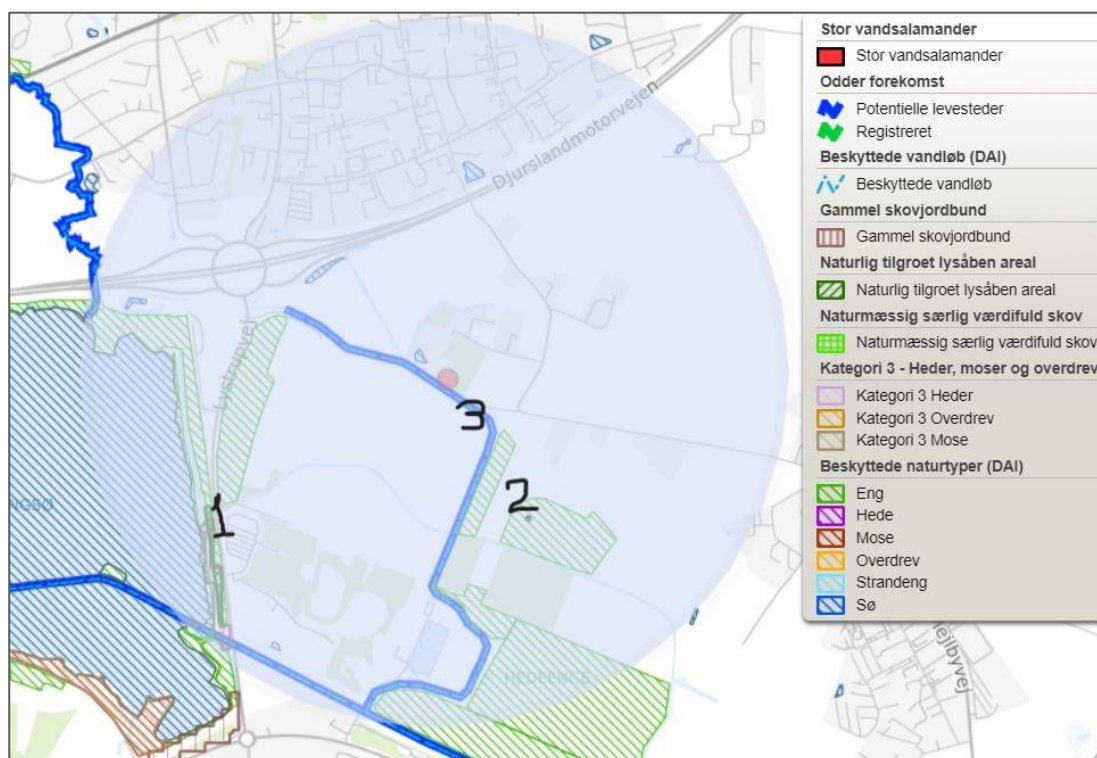 Djurslandmotorvejen
Lystrupvej
1
3
2
HEDEENGE
Hejlbyvej
Stor vandsalamander
Stor vandsalamander
Odder forekomst
Potentielle levesteder
Registreret
Beskyttede vandløb (DAI)
Beskyttede vandløb
Gammel skovjordbund
Gammel skovjordbund
Naturlig tilgroet lysåben areal
Naturlig tilgroet lysåben areal
Naturmæssig særlig værdifuld skov
Naturmæssig særlig værdifuld skov
Kategori 3 - Heder, moser og overdrev
Kategori 3 Heder
Kategori 3 Overdrev
Kategori 3 Mose
Beskyttede naturtyper (DAI)
Eng
Hede
Mose
Overdrev
Strandeng
Sø